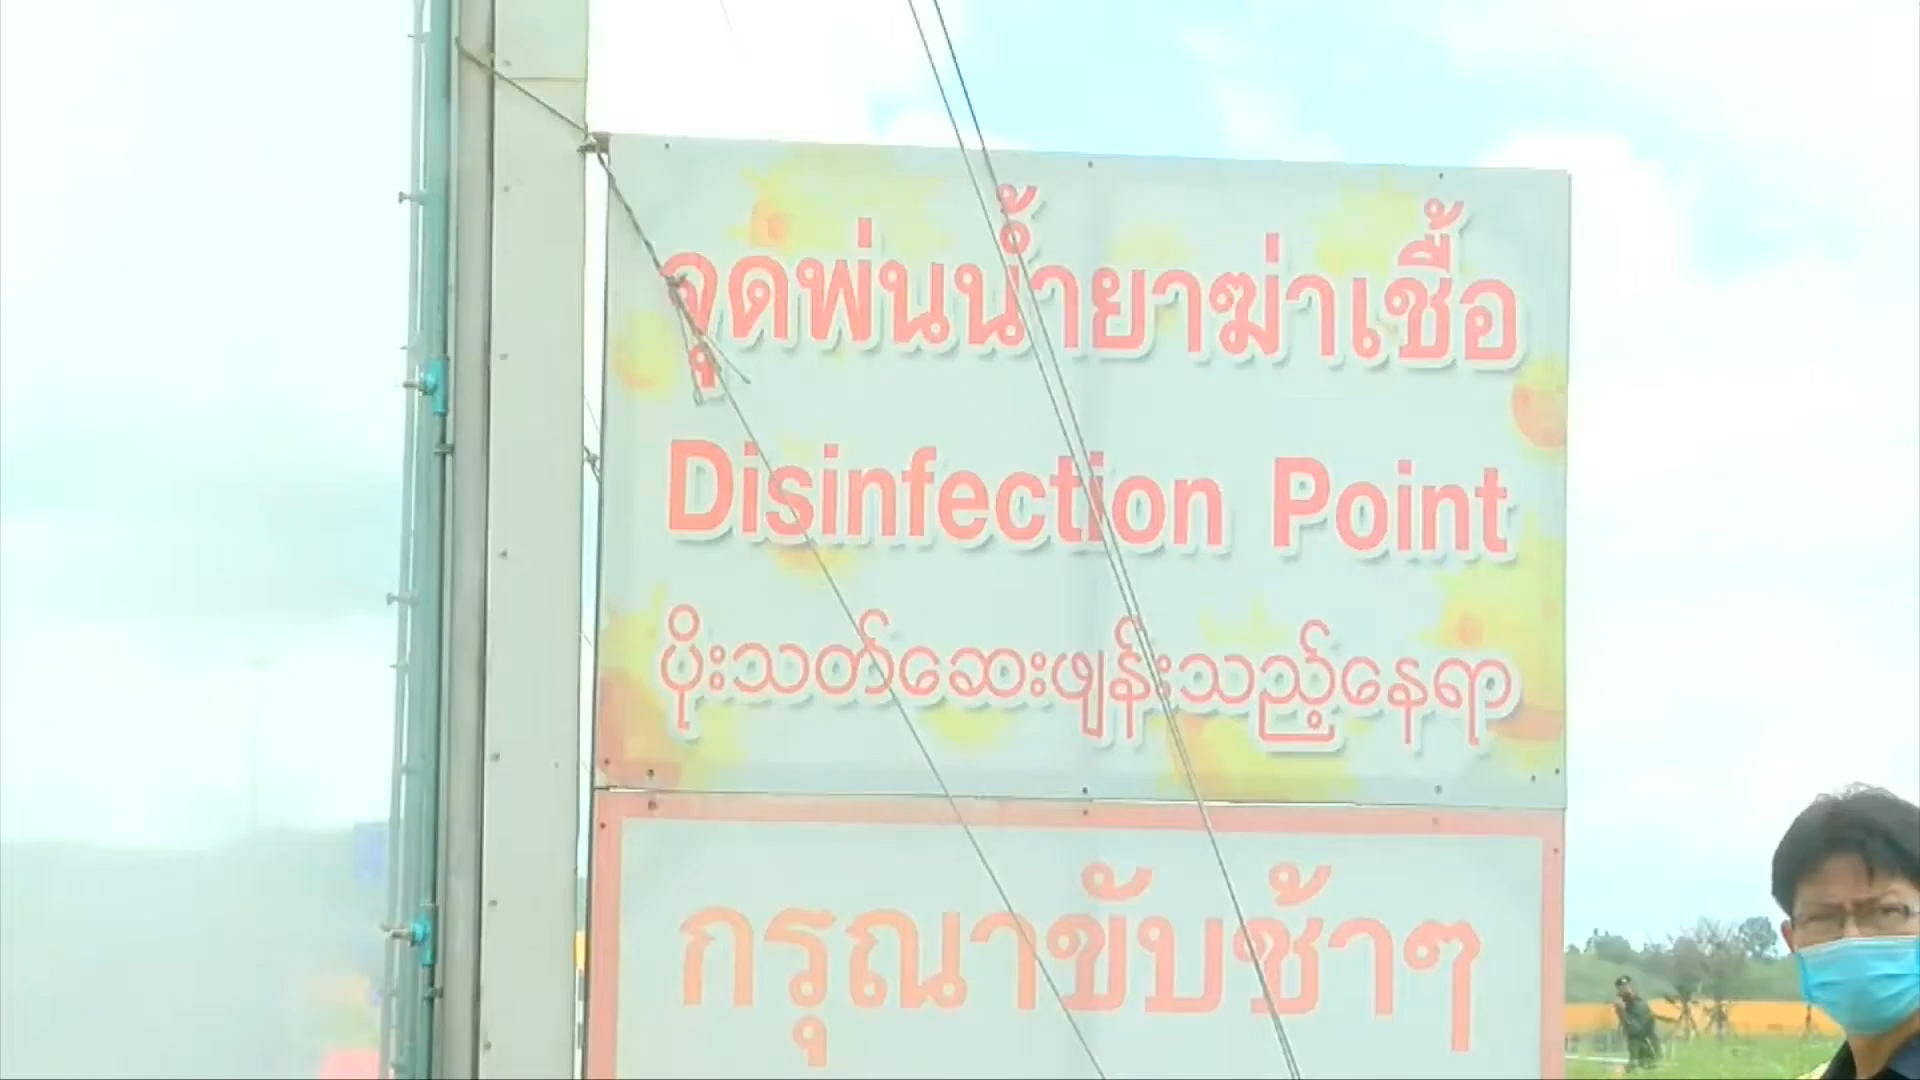 จุดพ่นน้ำยาฆ่าเชื้อ
Disinfection Point
ပိုးသတ်ဆေးဖျန်းသည့်နေရာ
กรุณาขับช้าๆ